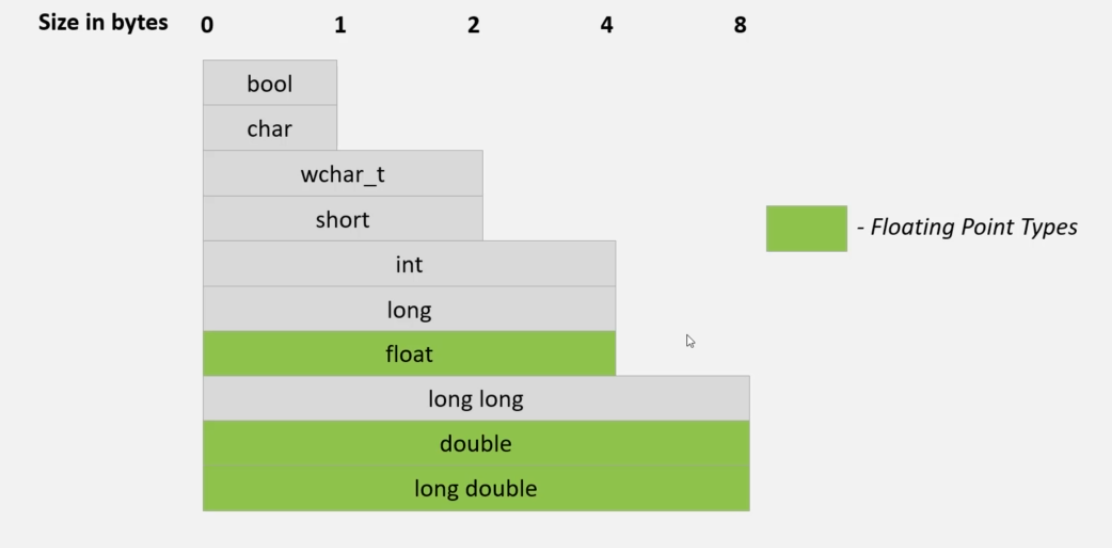 Size in bytes 0 1 2 4 8
bool
char
wchar_t
short
- Floating Point Types
int
long
float
long long
double
long double